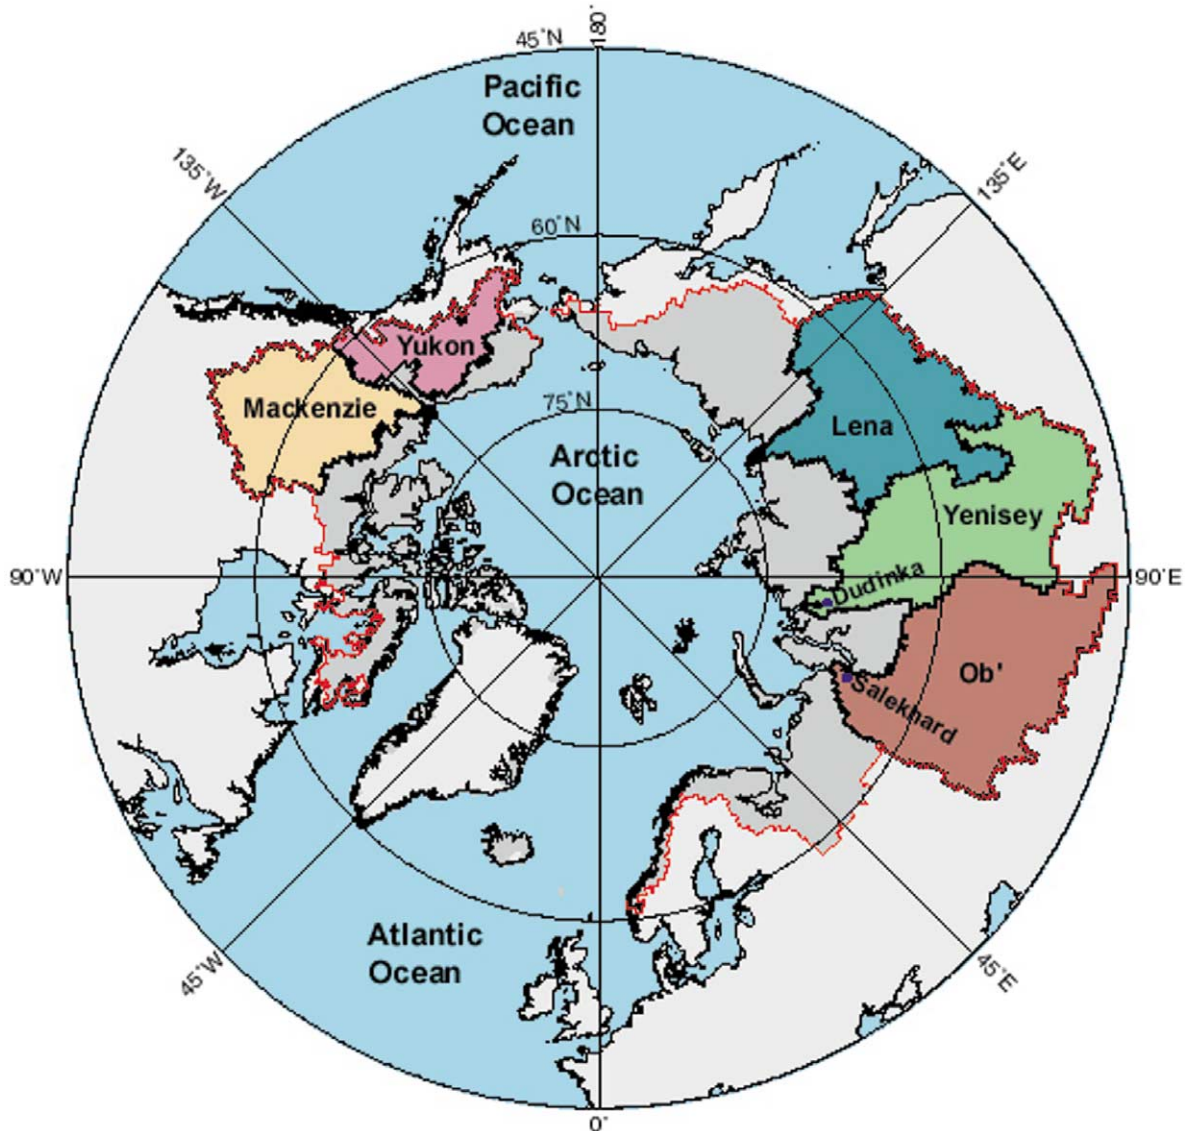 180°
45°N
Pacific
Ocean
135°W
135°E
60°N
Yukon
75°N
Mackenzie
Lena
Arctic
Ocean
Yenisey
90°W
90°E
Dudinka
Ob'
Salekhard
Atlantic
Ocean
45°W
45°E
0°